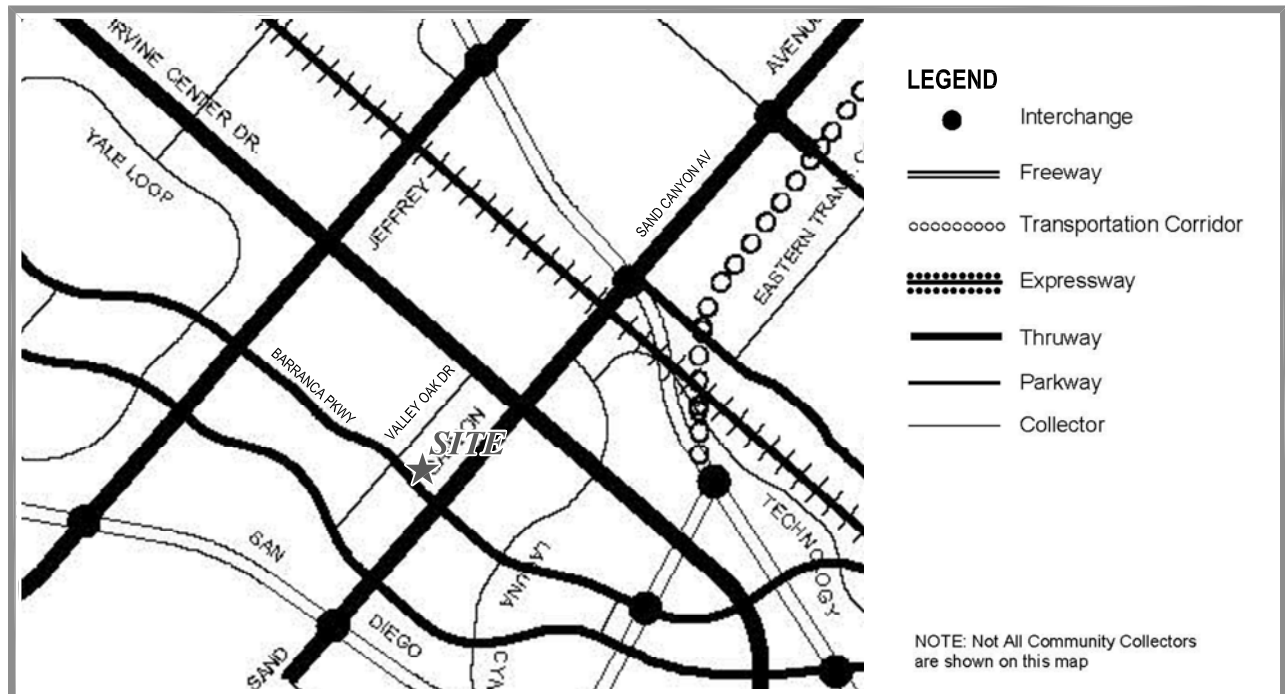 IRVINE CENTER DR.
YALE LOOP
JEFFREY
AVENUE
SAND CANYON AV
EASTERN TRAN
BARRANCA PKWY
VALLEY OAK DR
SITE
SAN
DIEGO
LAGUNA
CYN
SAND
TECHNOLOGY
LEGEND
Interchange
Freeway
Transportation Corridor
Expressway
Thruway
Parkway
Collector
NOTE: Not All Community Collectors
are shown on this map